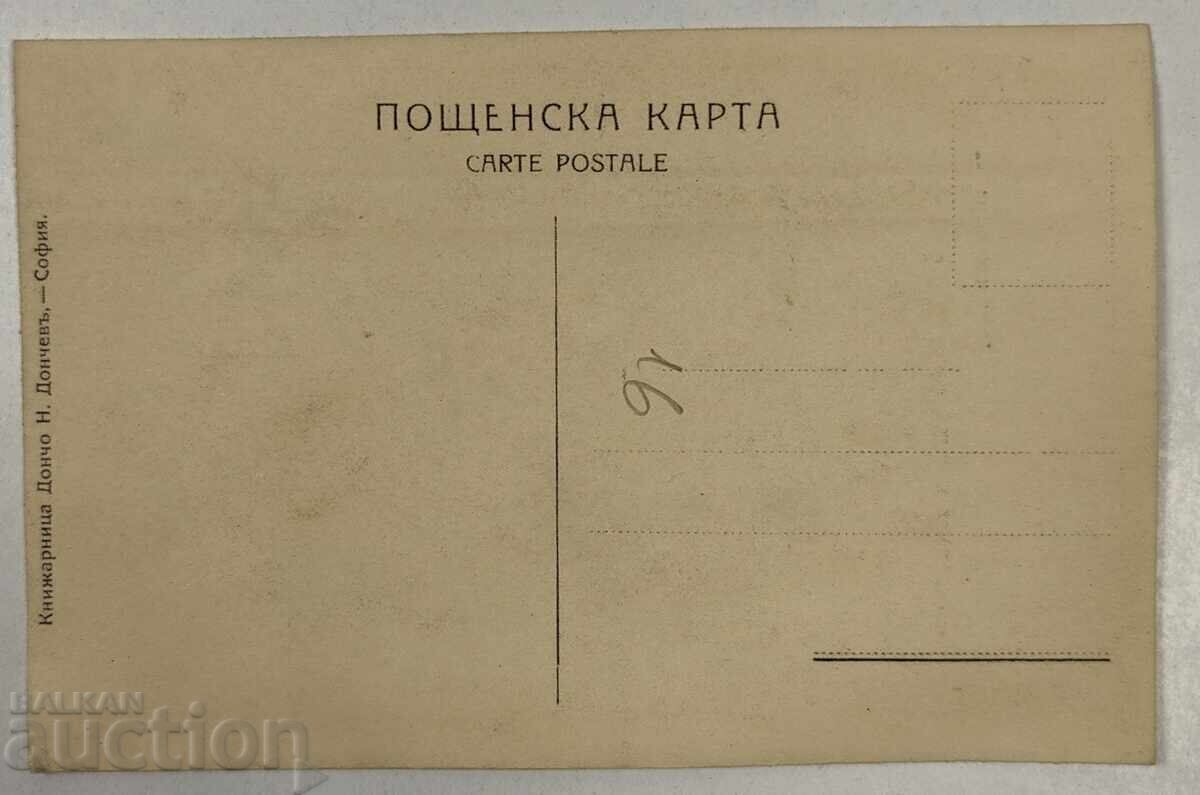 ПОЩЕНСКА КАРТА
CARTE POSTALE
Книжарница Дончо Н. Дончевъ,—София.
BALKAN
auction